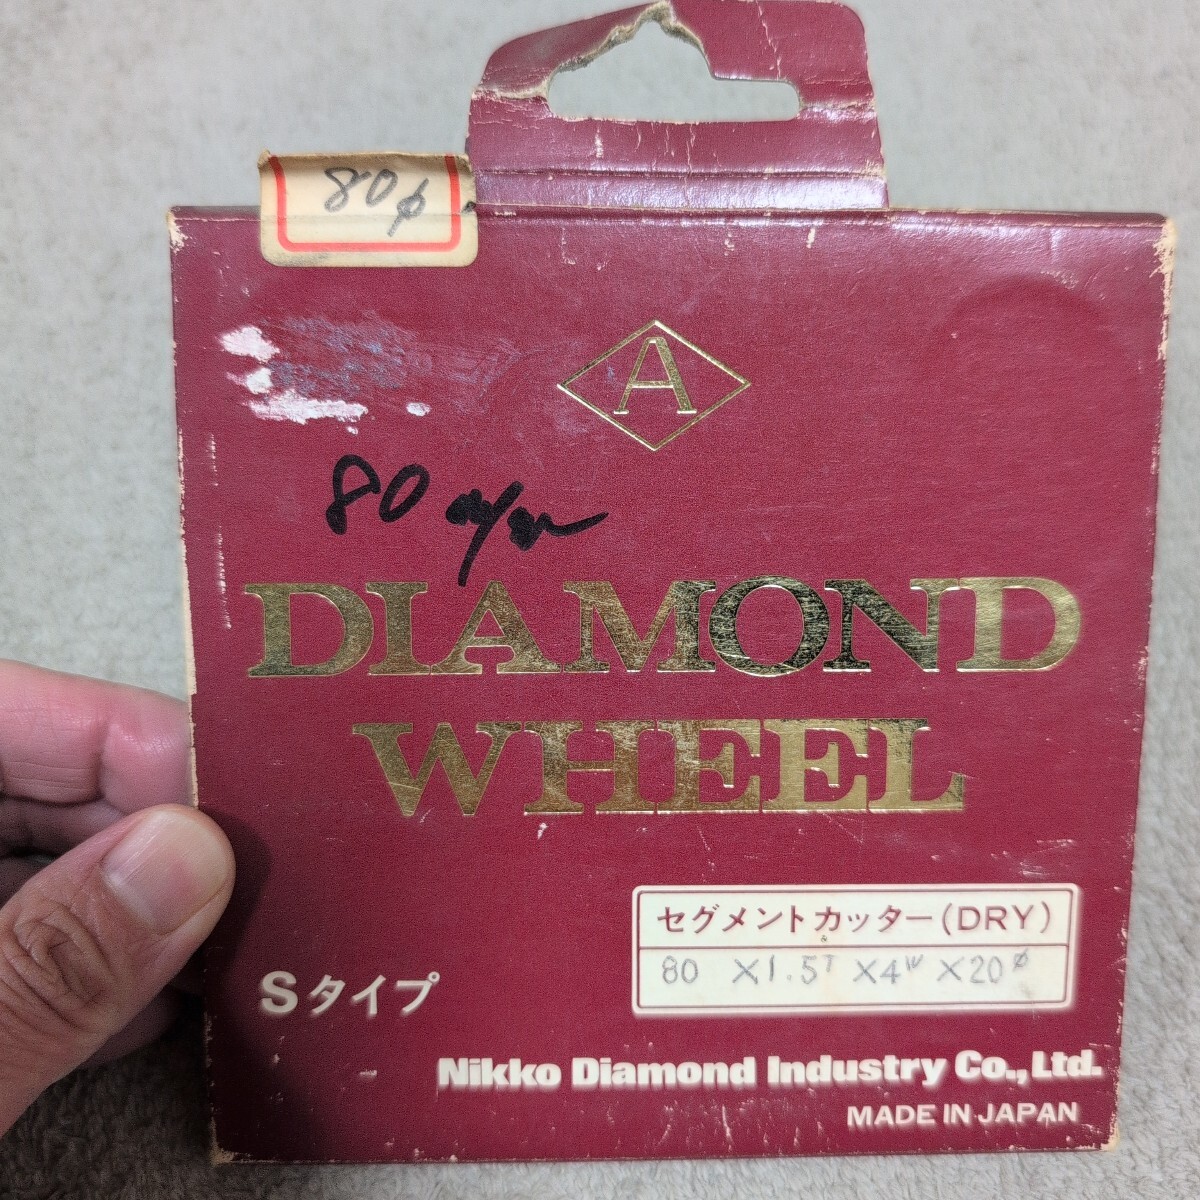 80φ
A
80 m/m
DIAMOND
WHEEL
セグメントカッター(DRY)
80 ×1.5T ×4W ×20φ
Sタイプ
Nikko Diamond Industry Co., Ltd.
MADE IN JAPAN